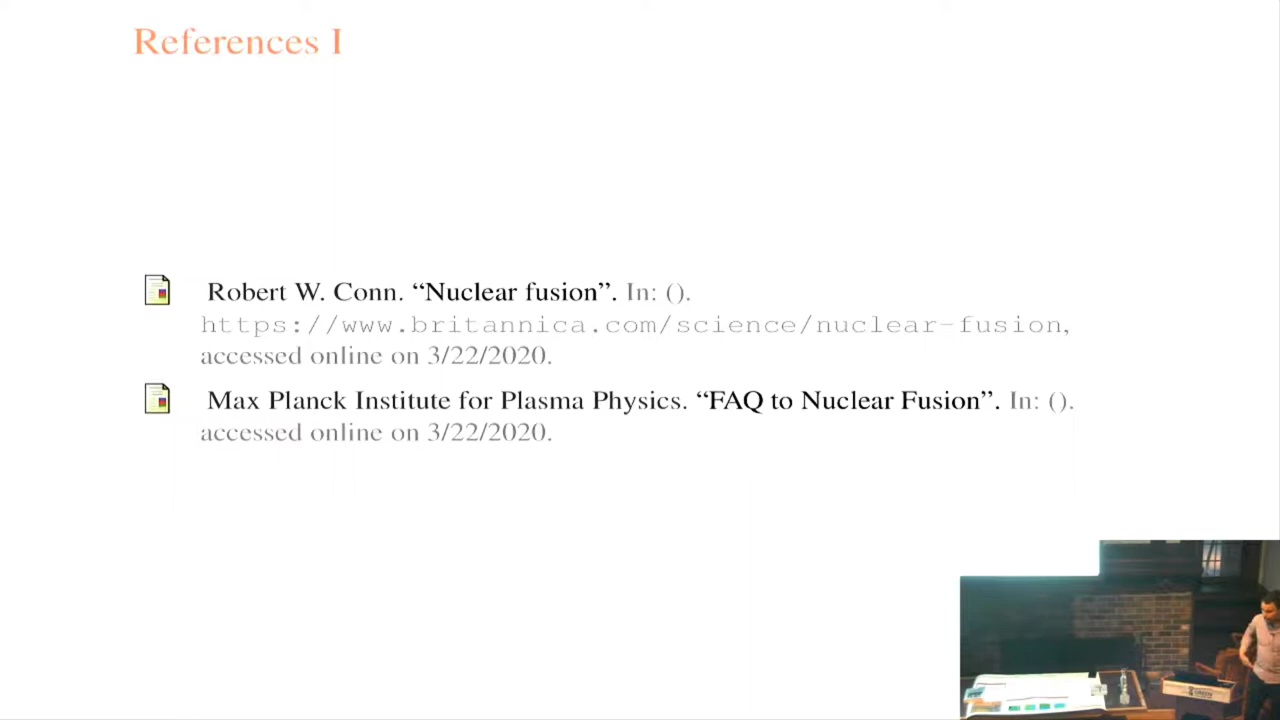 References I
Robert W. Conn. “Nuclear fusion”. In: ().
https://www.britannica.com/science/nuclear-fusion,
accessed online on 3/22/2020.
Max Planck Institute for Plasma Physics. “FAQ to Nuclear Fusion”. In: ().
accessed online on 3/22/2020.